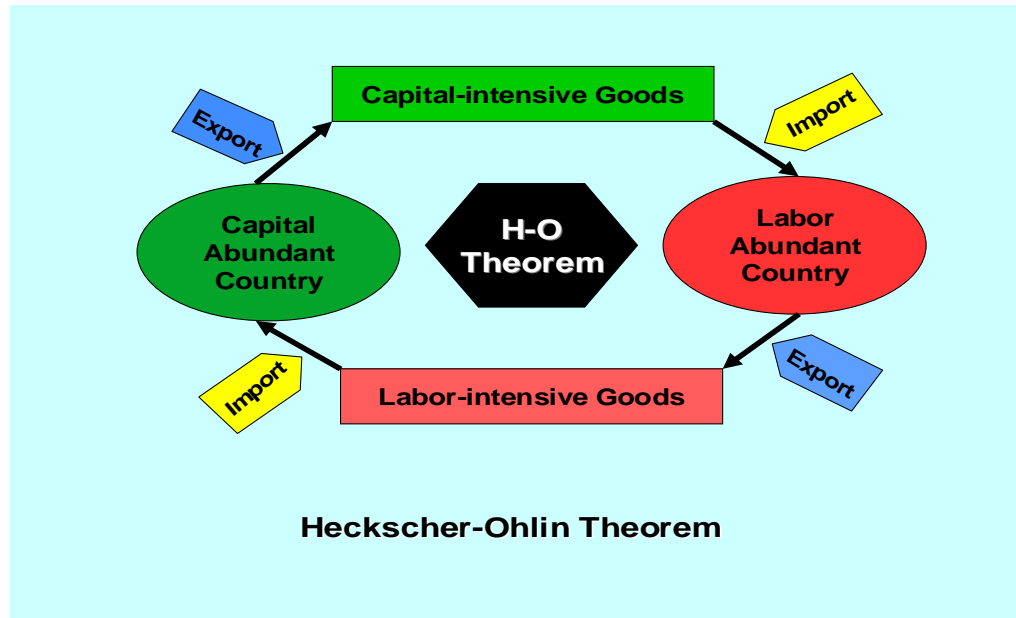 Capital-intensive Goods
Export
Import
Capital
Abundant
Country
H-O
Theorem
Labor
Abundant
Country
Import
Export
Labor-intensive Goods
Heckscher-Ohlin Theorem